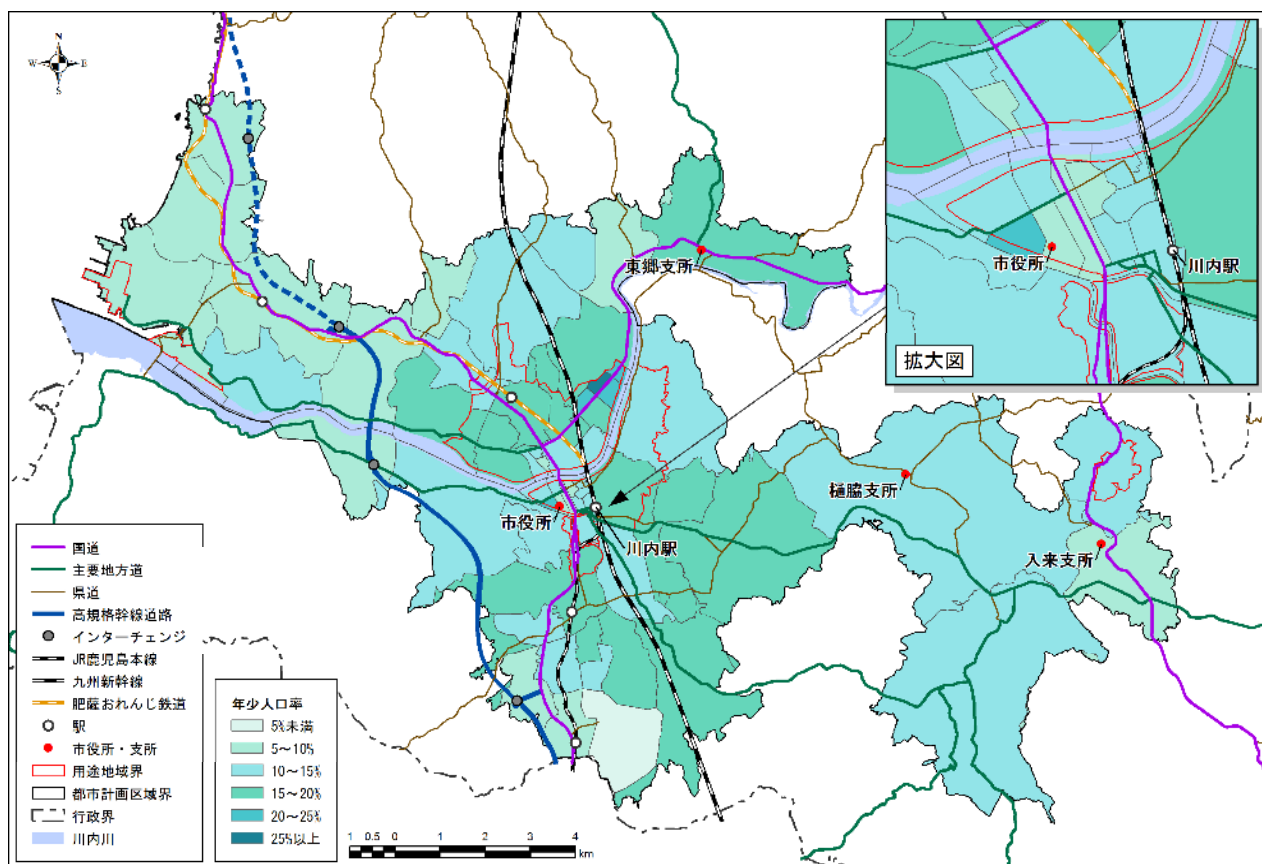 N
W
E
S
東郷支所
市役所
川内駅
拡大図
樋脇支所
市役所
川内駅
入来支所
国道
主要地方道
県道
高規格幹線道路
インターチェンジ
JR鹿児島本線
九州新幹線
肥薩おれんじ鉄道
駅
市役所・支所
用途地域界
都市計画区域界
行政界
川内川
年少人口率
5%未満
5～10%
10～15%
15～20%
20～25%
25%以上
1 0.5 0 1 2 3 4
km